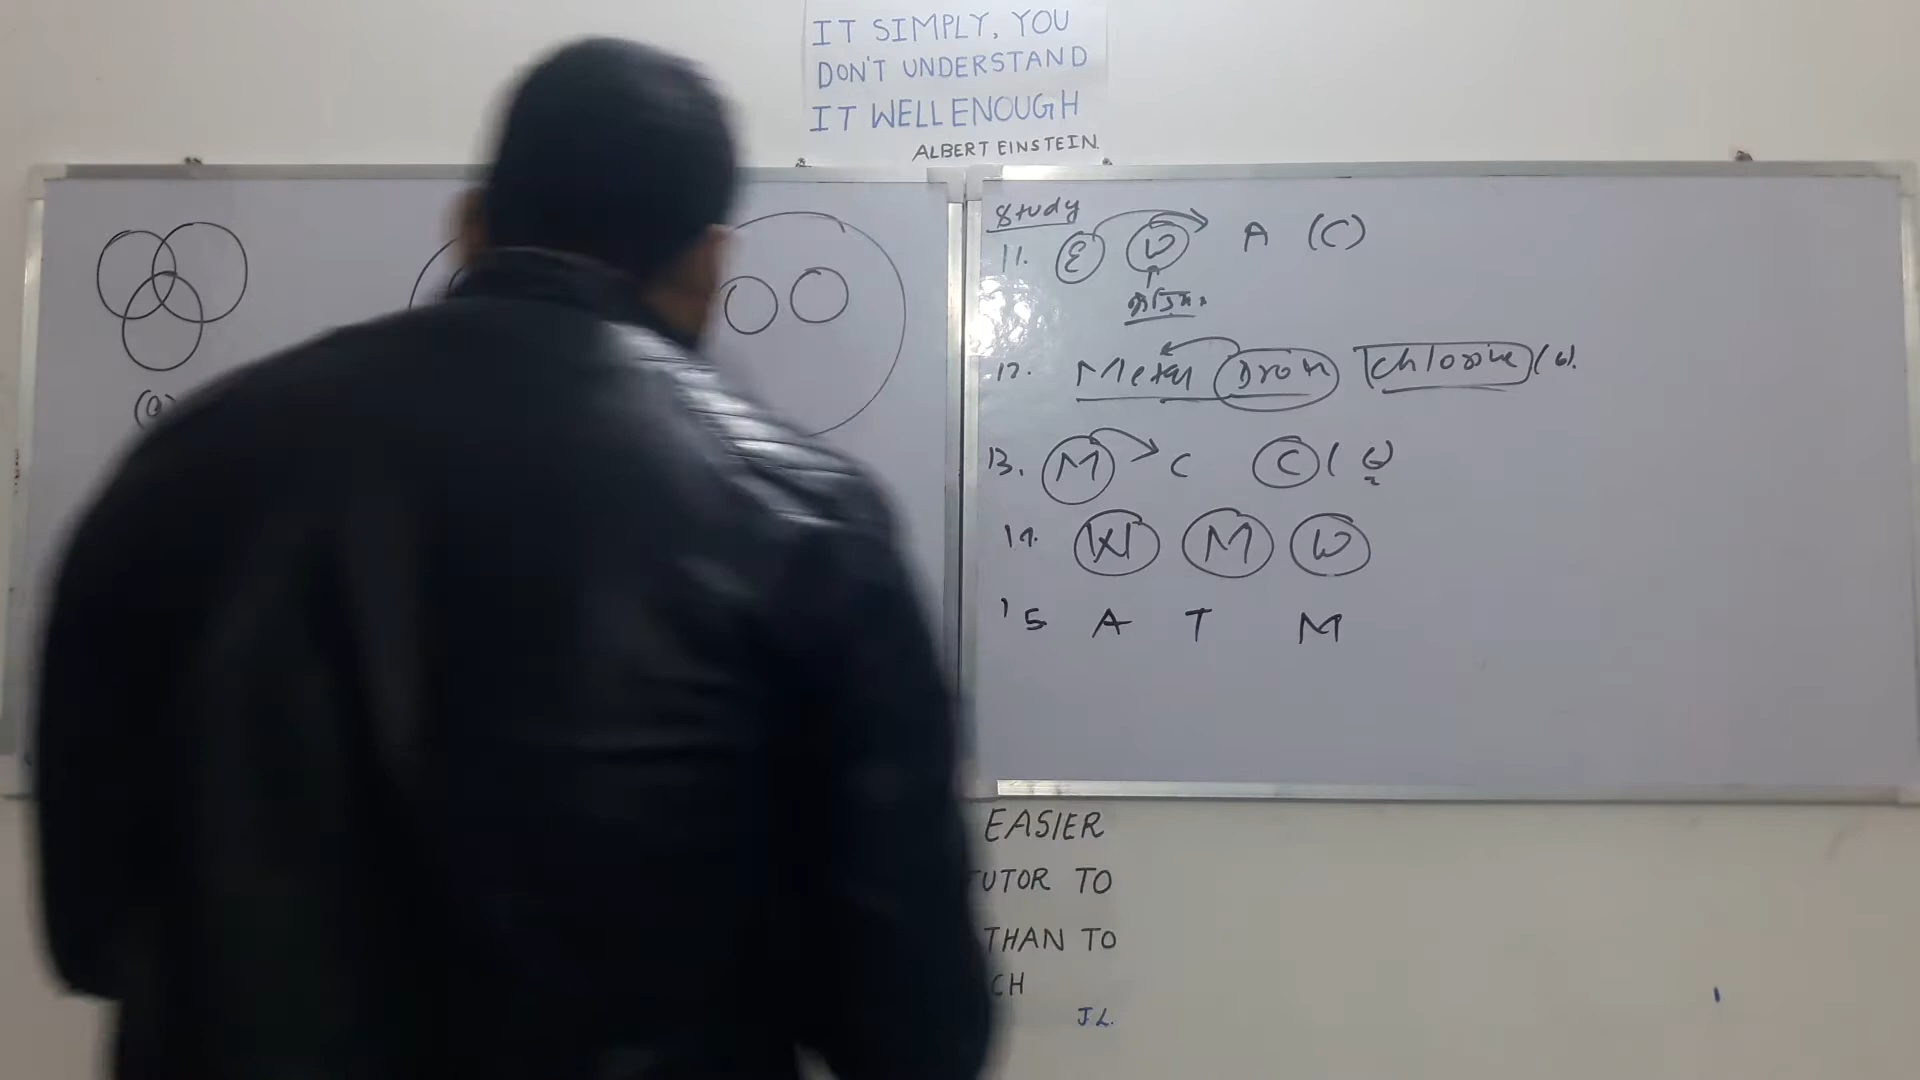 IT SIMPLY, YOU
DON'T UNDERSTAND
IT WELL ENOUGH
ALBERT EINSTEIN.
(a)
Study
11. E W A (C)
12. Metal Iron Chlorine
13. M C C (
14. M W
15 A T M
EASIER
TUTOR TO
THAN TO
CH
J.L.